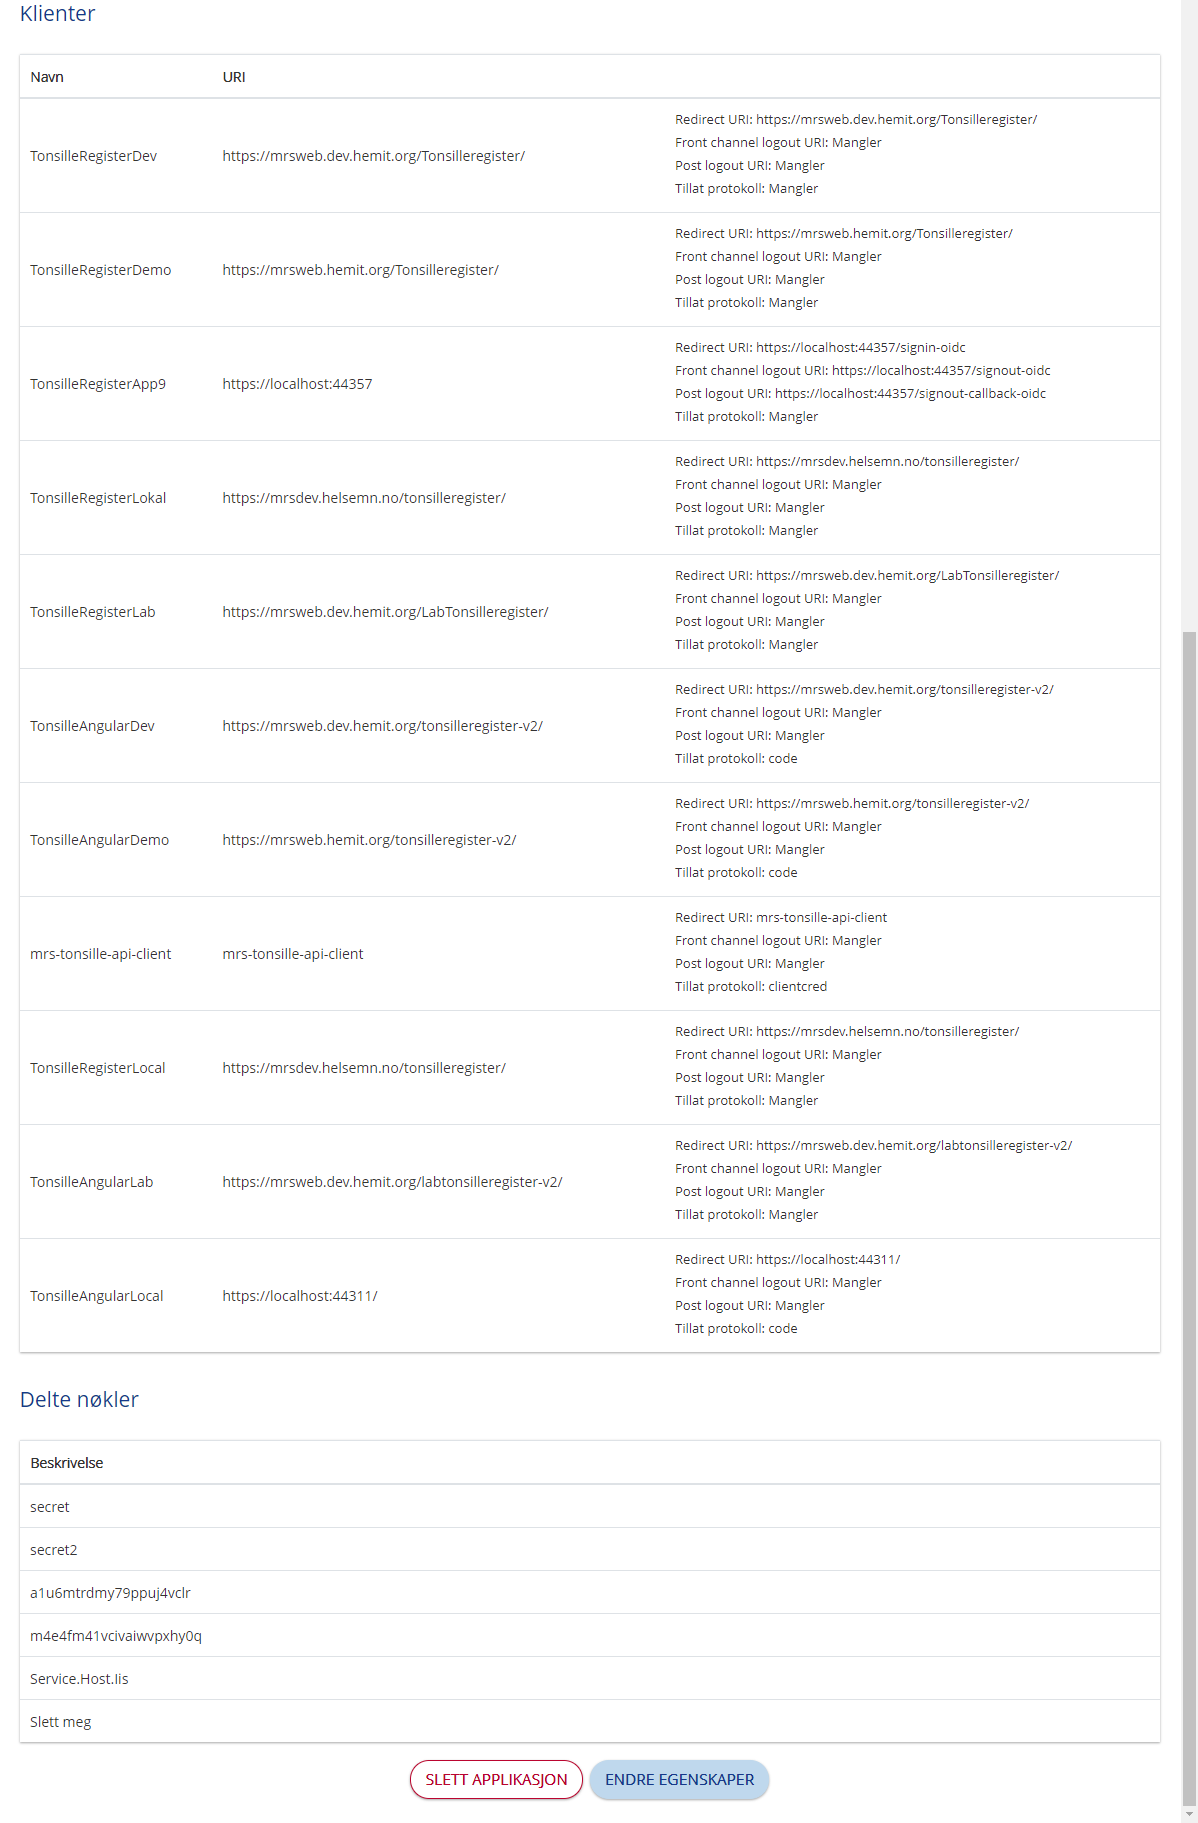 Klienter
Navn URI
TonsilleRegisterDev https://mrsweb.dev.hemit.org/Tonsilleregister/
Redirect URI: https://mrsweb.dev.hemit.org/Tonsilleregister/
Front channel logout URI: Mangler
Post logout URI: Mangler
Tillat protokoll: Mangler
TonsilleRegisterDemo https://mrsweb.hemit.org/Tonsilleregister/
Redirect URI: https://mrsweb.hemit.org/Tonsilleregister/
Front channel logout URI: Mangler
Post logout URI: Mangler
Tillat protokoll: Mangler
TonsilleRegisterApp9 https://localhost:44357
Redirect URI: https://localhost:44357/signin-oidc
Front channel logout URI: https://localhost:44357/signout-oidc
Post logout URI: https://localhost:44357/signout-callback-oidc
Tillat protokoll: Mangler
TonsilleRegisterLokal https://mrsdev.helsemn.no/tonsilleregister/
Redirect URI: https://mrsdev.helsemn.no/tonsilleregister/
Front channel logout URI: Mangler
Post logout URI: Mangler
Tillat protokoll: Mangler
TonsilleRegisterLab https://mrsweb.dev.hemit.org/LabTonsilleregister/
Redirect URI: https://mrsweb.dev.hemit.org/LabTonsilleregister/
Front channel logout URI: Mangler
Post logout URI: Mangler
Tillat protokoll: Mangler
TonsilleAngularDev https://mrsweb.dev.hemit.org/tonsilleregister-v2/
Redirect URI: https://mrsweb.dev.hemit.org/tonsilleregister-v2/
Front channel logout URI: Mangler
Post logout URI: Mangler
Tillat protokoll: code
TonsilleAngularDemo https://mrsweb.hemit.org/tonsilleregister-v2/
Redirect URI: https://mrsweb.hemit.org/tonsilleregister-v2/
Front channel logout URI: Mangler
Post logout URI: Mangler
Tillat protokoll: code
mrs-tonsille-api-client mrs-tonsille-api-client
Redirect URI: mrs-tonsille-api-client
Front channel logout URI: Mangler
Post logout URI: Mangler
Tillat protokoll: clientcred
TonsilleRegisterLocal https://mrsdev.helsemn.no/tonsilleregister/
Redirect URI: https://mrsdev.helsemn.no/tonsilleregister/
Front channel logout URI: Mangler
Post logout URI: Mangler
Tillat protokoll: Mangler
TonsilleAngularLab https://mrsweb.dev.hemit.org/labtonsilleregister-v2/
Redirect URI: https://mrsweb.dev.hemit.org/labtonsilleregister-v2/
Front channel logout URI: Mangler
Post logout URI: Mangler
Tillat protokoll: Mangler
TonsilleAngularLocal https://localhost:44311/
Redirect URI: https://localhost:44311/
Front channel logout URI: Mangler
Post logout URI: Mangler
Tillat protokoll: code
Delte nøkler
Beskrivelse
secret
secret2
a1u6mtrdmy79ppuj4vclr
m4e4fm41vcivaiwvpxhy0q
Service.Host.Iis
Slett meg
SLETT APPLIKASJON ENDRE EGENSKAPER